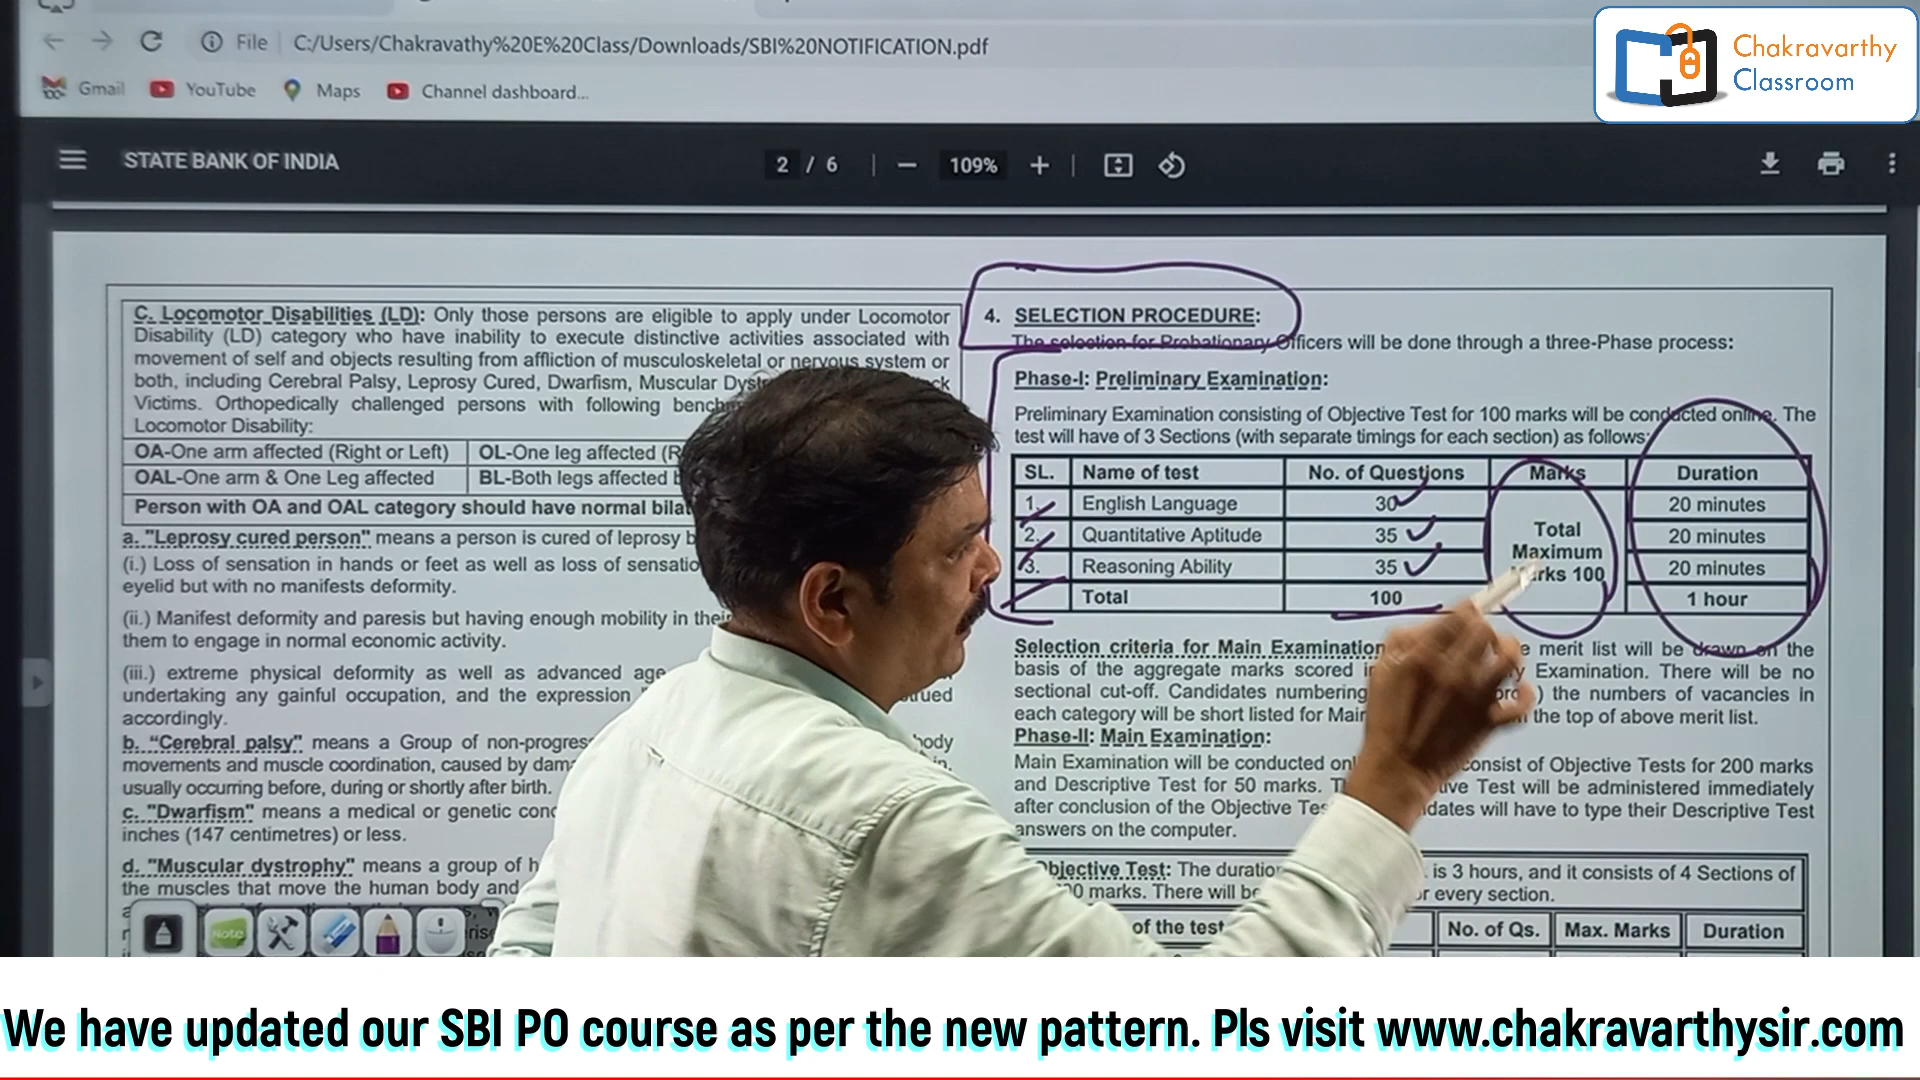 File C:/Users/Chakravathy%20E%20Class/Downloads/SBI%20NOTIFICATION.pdf
Chakravarthy
Classroom
Gmail YouTube Maps Channel dashboard...
STATE BANK OF INDIA 2 / 6 109%
C. Locomotor Disabilities (LD): Only those persons are eligible to apply under Locomotor
Disability (LD) category who have inability to execute distinctive activities associated with
movement of self and objects resulting from affliction of musculoskeletal or nervous system or
both, including Cerebral Palsy, Leprosy Cured, Dwarfism, Muscular
Victims. Orthopedically challenged persons with following
Locomotor Disability:
OA-One arm affected (Right or Left) OL-One leg affected
OAL-One arm & One Leg affected BL-Both legs affected
Person with OA and OAL category should have normal
a. "Leprosy cured person" means a person is cured of leprosy
(i.) Loss of sensation in hands or feet as well as loss of
eyelid but with no manifests deformity.
(ii.) Manifest deformity and paresis but having enough mobility in
them to engage in normal economic activity.
(iii.) extreme physical deformity as well as advanced age
undertaking any gainful occupation, and the expression
accordingly.
b. “Cerebral palsy" means a Group of body
movements and muscle coordination, caused by
usually occurring before, during or shortly after birth.
c. "Dwarfism" means a medical or genetic
inches (147 centimetres) or less.
d. "Muscular dystrophy" means a group of
the muscles that move the human body and
Note
4. SELECTION PROCEDURE:
The selection for Probationary Officers will be done through a three-Phase process:
Phase-I: Preliminary Examination:
Preliminary Examination consisting of Objective Test for 100 marks will be conducted online. The
test will have of 3 Sections (with separate timings for each section) as follows:
SL. Name of test No. of Questions Marks Duration
1. English Language 30 Total Maximum Marks 100 20 minutes
2. Quantitative Aptitude 35 20 minutes
3. Reasoning Ability 35 20 minutes
Total 100 1 hour
Selection criteria for Main Examination merit list will be drawn on the
basis of the aggregate marks scored Examination. There will be no
sectional cut-off. Candidates numbering the numbers of vacancies in
each category will be short listed for the top of above merit list.
Phase-II: Main Examination:
Main Examination will be conducted consist of Objective Tests for 200 marks
and Descriptive Test for 50 marks. Test will be administered immediately
after conclusion of the Objective will have to type their Descriptive Test
answers on the computer.
Objective Test: The is 3 hours, and it consists of 4 Sections of
marks. There will be every section.
of the test No. of Qs. Max. Marks Duration
We have updated our SBI PO course as per the new pattern. Pls visit www.chakravarthysir.com